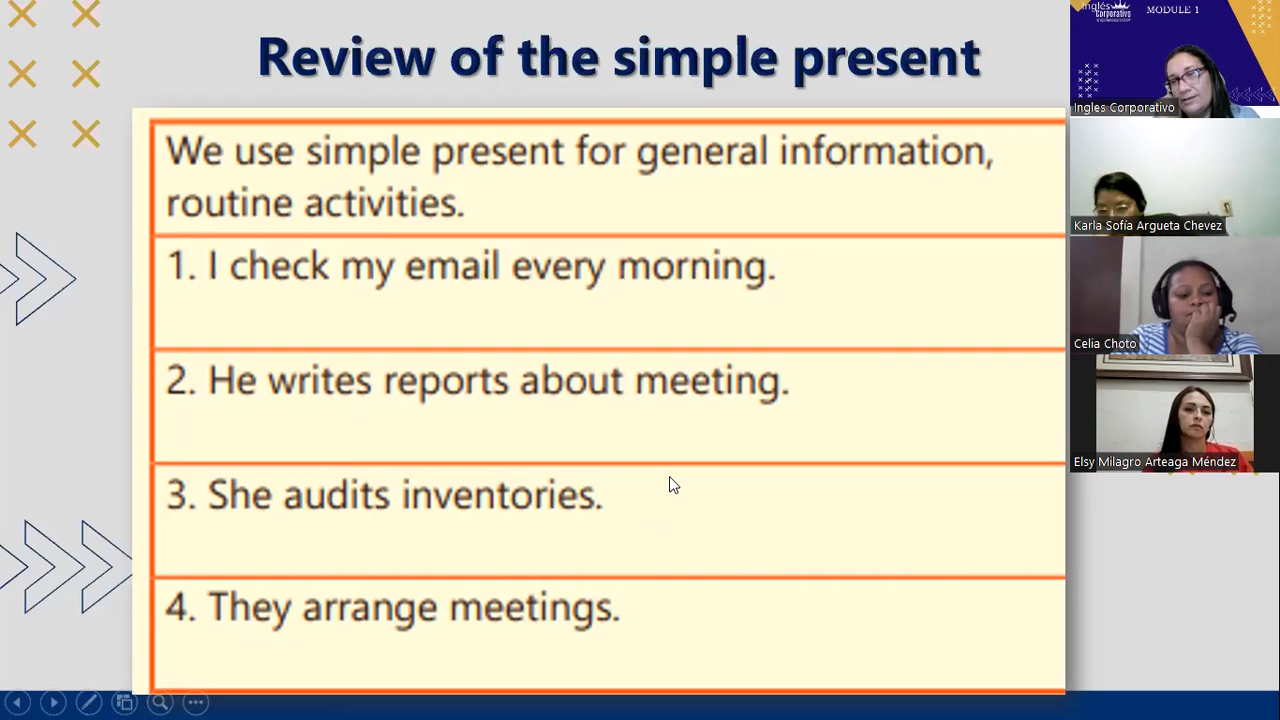 Review of the simple present
We use simple present for general information,
routine activities.
1. I check my email every morning.
2. He writes reports about meeting.
3. She audits inventories.
4. They arrange meetings.
Inglés
Corporativo
MODULE 1
Ingles Corporativo
Karla Sofía Argueta Chevez
Celia Choto
Elsy Milagro Arteaga Méndez